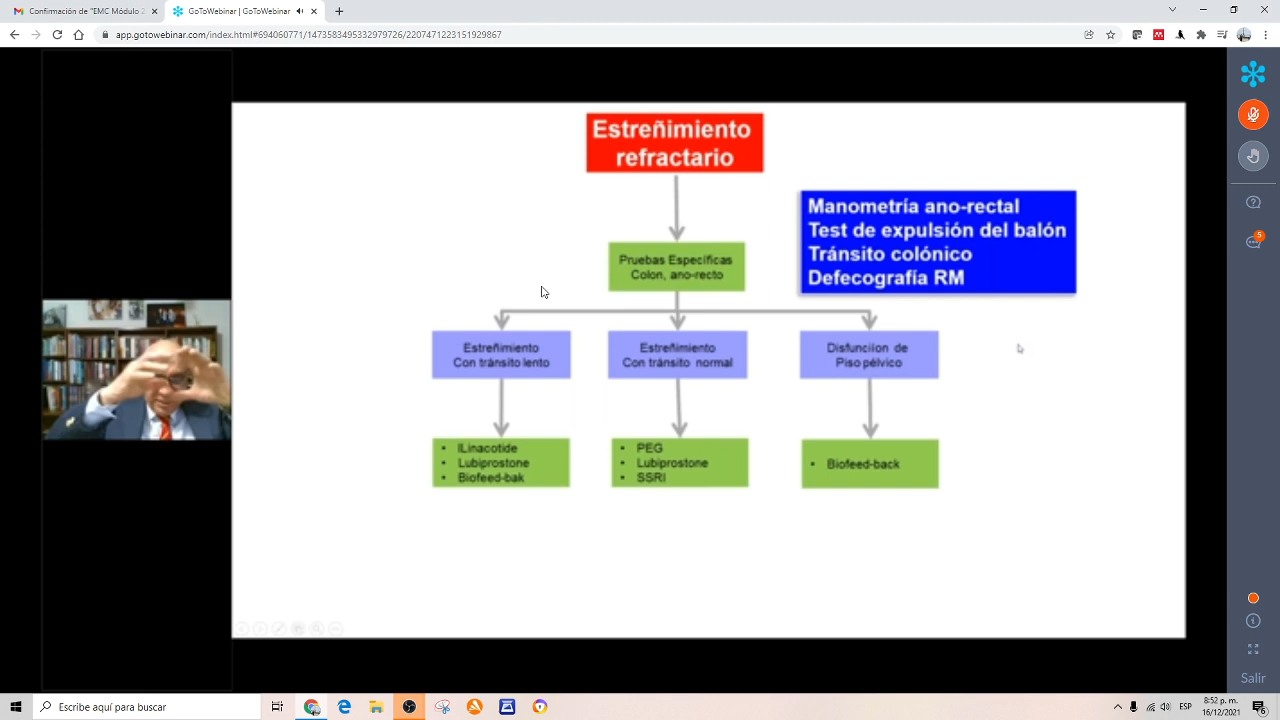 Confirmación de "EMC Módulo
GoToWebinar | GoToWebinar
app.gotowebinar.com/index.html#694060771/1473583495332979726/2207471223151929867
Estreñimiento
refractario
Manometría ano-rectal
Test de expulsión del balón
Tránsito colónico
Defecografía RM
Pruebas Específicas
Colon, ano-recto
Estreñimiento
Con tránsito lento
Estreñimiento
Con tránsito normal
Disfunciion de
Piso pélvico
• lLinacotide
• Lubiprostone
• Biofeed-bak
• PEG
• Lubiprostone
• SSRI
• Biofeed-back
5
Salir
Escribe aquí para buscar
ESP
8:52 p. m.
16/12/2021